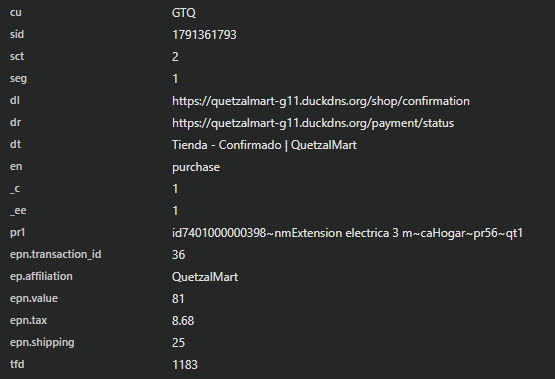 cu GTQ
sid 1791361793
sct 2
seg 1
dl https://quetzalmart-g11.duckdns.org/shop/confirmation
dr https://quetzalmart-g11.duckdns.org/payment/status
dt Tienda - Confirmado | QuetzalMart
en purchase
_c 1
_ee 1
pr1 id7401000000398~nmExtension electrica 3 m~caHogar~pr56~qt1
epn.transaction_id 36
ep.affiliation QuetzalMart
epn.value 81
epn.tax 8.68
epn.shipping 25
tfd 1183